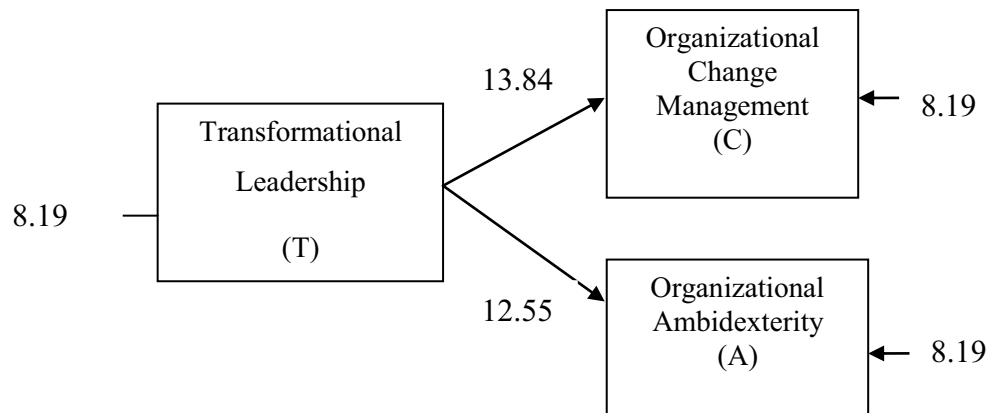 Organizational
Change
Management
(C)
13.84
8.19
Transformational
Leadership
(T)
8.19
12.55
Organizational
Ambidexterity
(A)
8.19